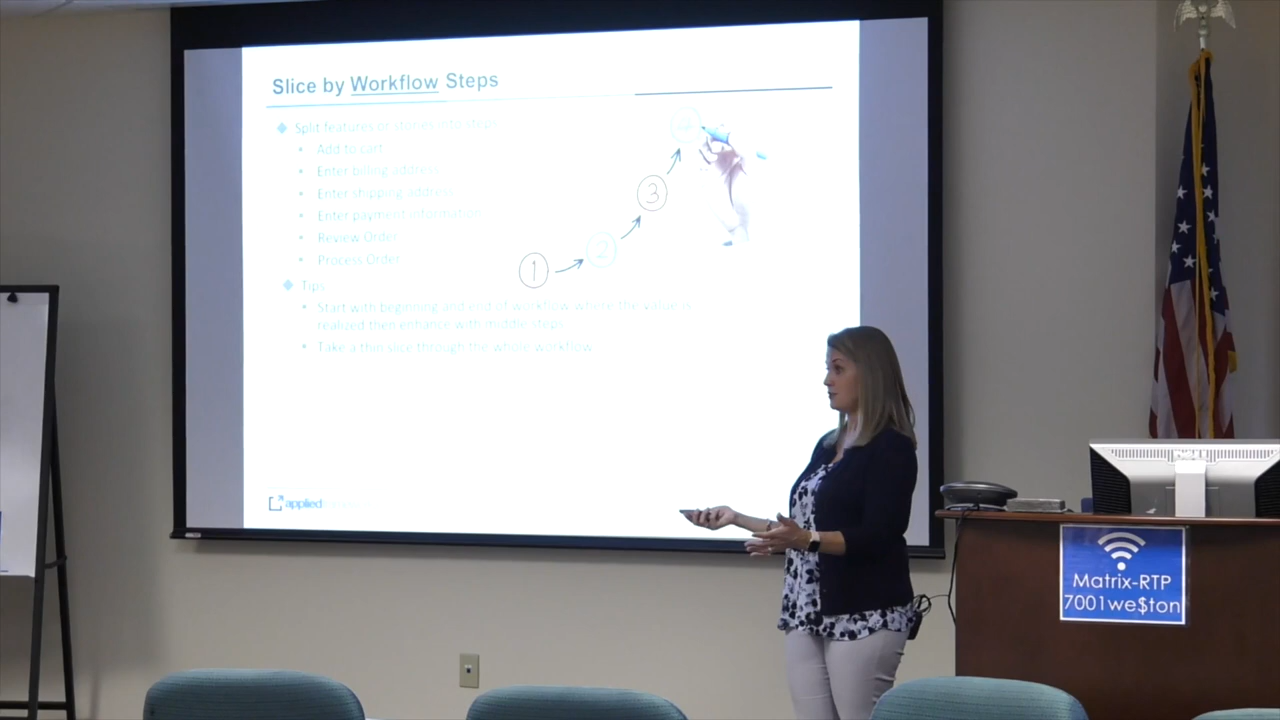 Slice by Workflow Steps
Split features or stories into steps
Add to cart
Enter billing address
Enter shipping address
Enter payment information
Review Order
Process Order
1
2
3
Tips
Start with beginning and end of workflow where the value is
realized then enhance with middle steps
Take a thin slice through the whole workflow
applied
Matrix-RTP
7001we$ton